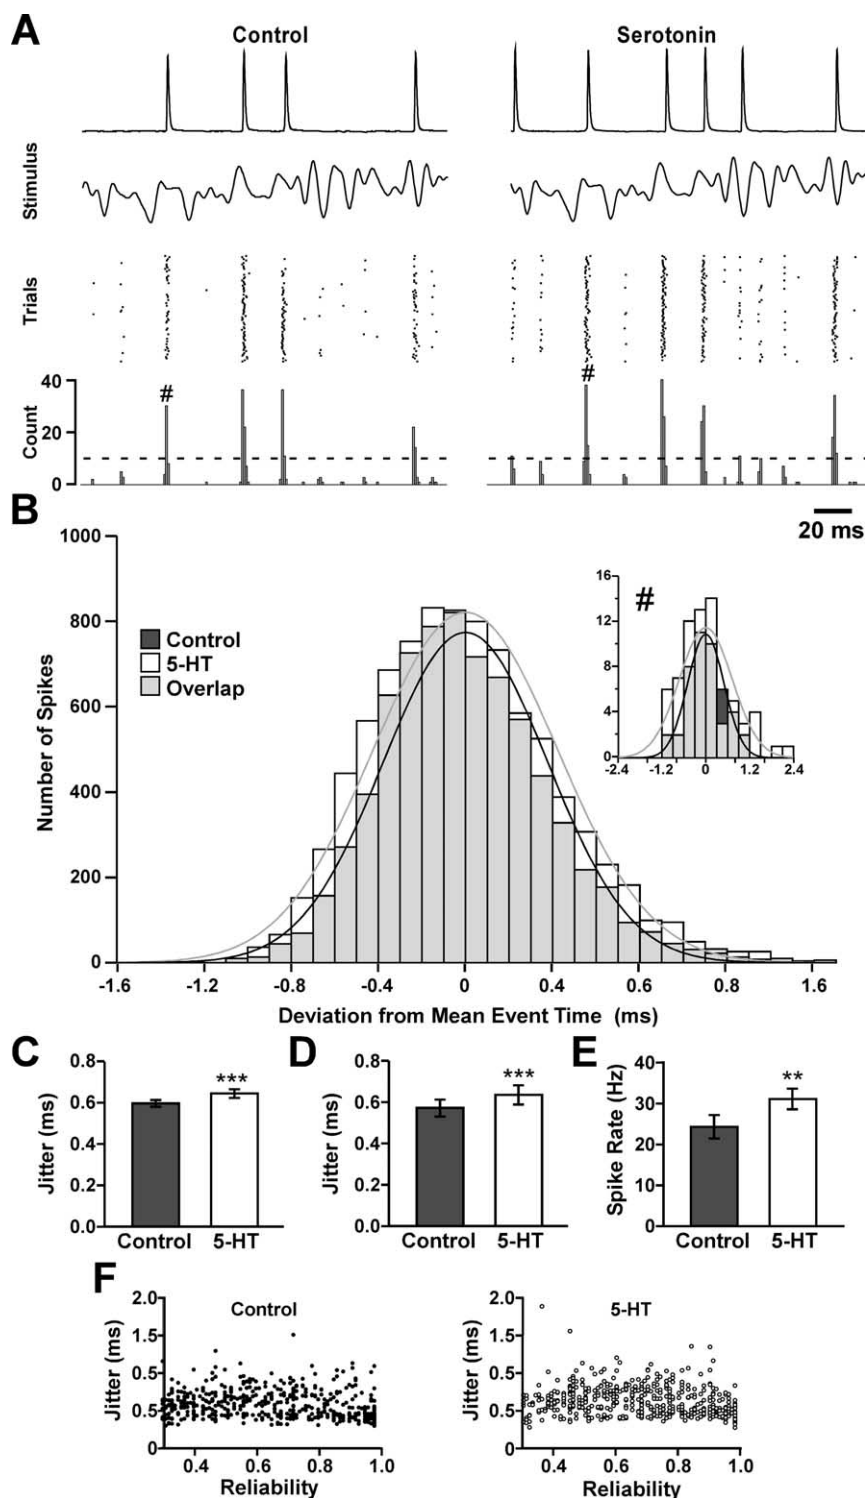 A
Control Serotonin
Stimulus
Trials
#
#
Count
40
20
0
20 ms
B
Number of Spikes
1000
800
600
400
200
0
Control
5-HT
Overlap
#
16
12
8
4
0
-2.4 -1.2 0 1.2 2.4
-1.6 -1.2 -0.8 -0.4 0 0.4 0.6 0.8 1.6
Deviation from Mean Event Time (ms)
C
Jitter (ms)
0.8
0.6
0.4
0.2
0.0
***
Control 5-HT
D
Jitter (ms)
0.8
0.6
0.4
0.2
0.0
***
Control 5-HT
E
Spike Rate (Hz)
40
30
20
10
0
**
Control 5-HT
F
Control
Jitter (ms)
2.0
1.5
0.5
0.5
0
0.4 0.6 0.8 1.0
Reliability
5-HT
Jitter (ms)
2.0
1.5
0.5
0.5
0
0.4 0.6 0.8 1.0
Reliability